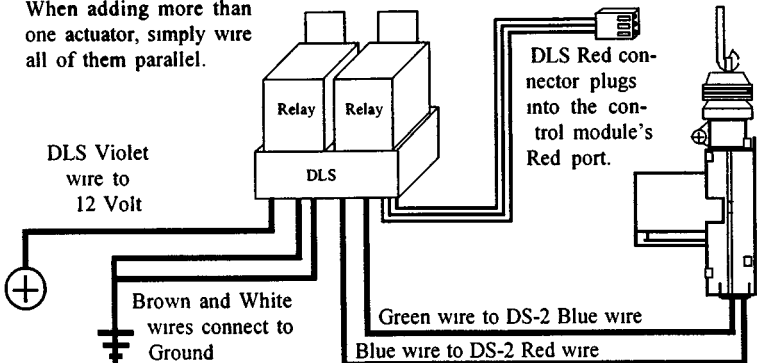 When adding more than
one actuator, simply wire
all of them parallel.
Relay
Relay
DLS
DLS Red con-
nector plugs
into the con-
trol module's
Red port.
DLS Violet
wire to
12 Volt
Brown and White
wires connect to
Ground
Green wire to DS-2 Blue wire
Blue wire to DS-2 Red wire